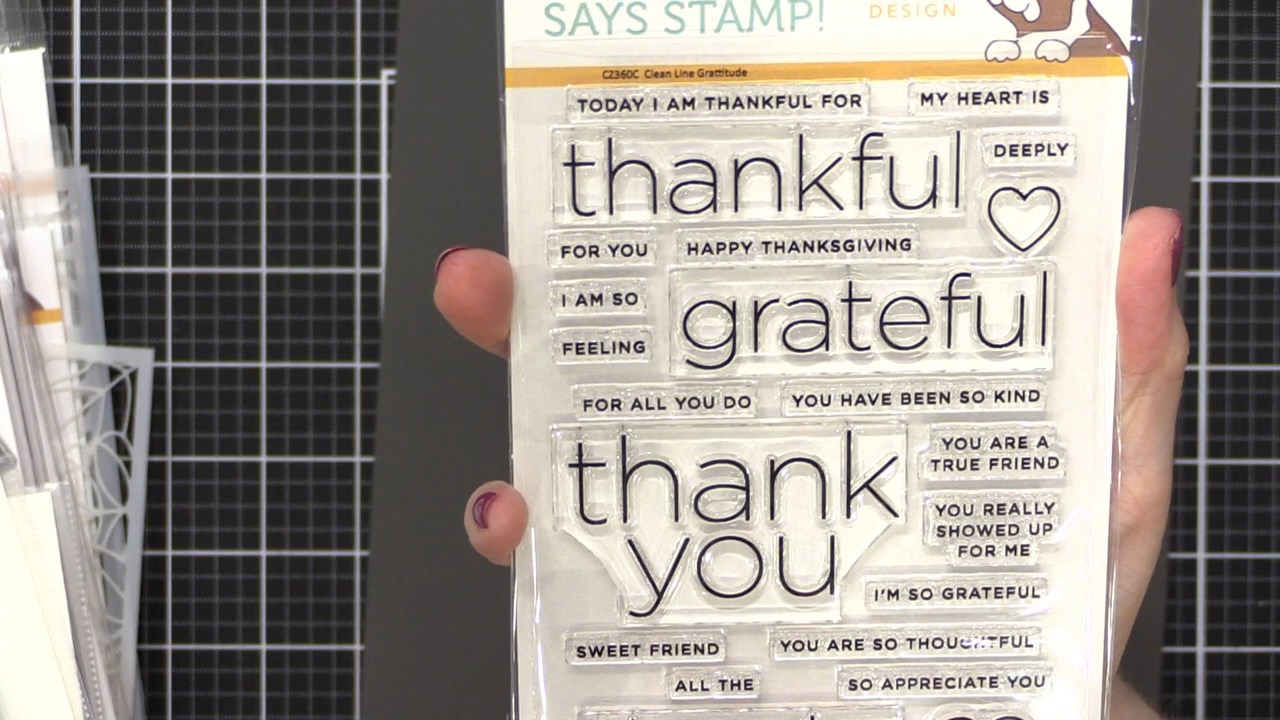 SAYS STAMP!
DESIGN
CZ360C Clean Line Grattitude
TODAY I AM THANKFUL FOR
MY HEART IS
thankful
DEEPLY
FOR YOU
HAPPY THANKSGIVING
I AM SO
grateful
FEELING
FOR ALL YOU DO
YOU HAVE BEEN SO KIND
thank
you
YOU ARE A
TRUE FRIEND
YOU REALLY
SHOWED UP
FOR ME
I'M SO GRATEFUL
SWEET FRIEND
YOU ARE SO THOUGHTFUL
ALL THE
SO APPRECIATE YOU